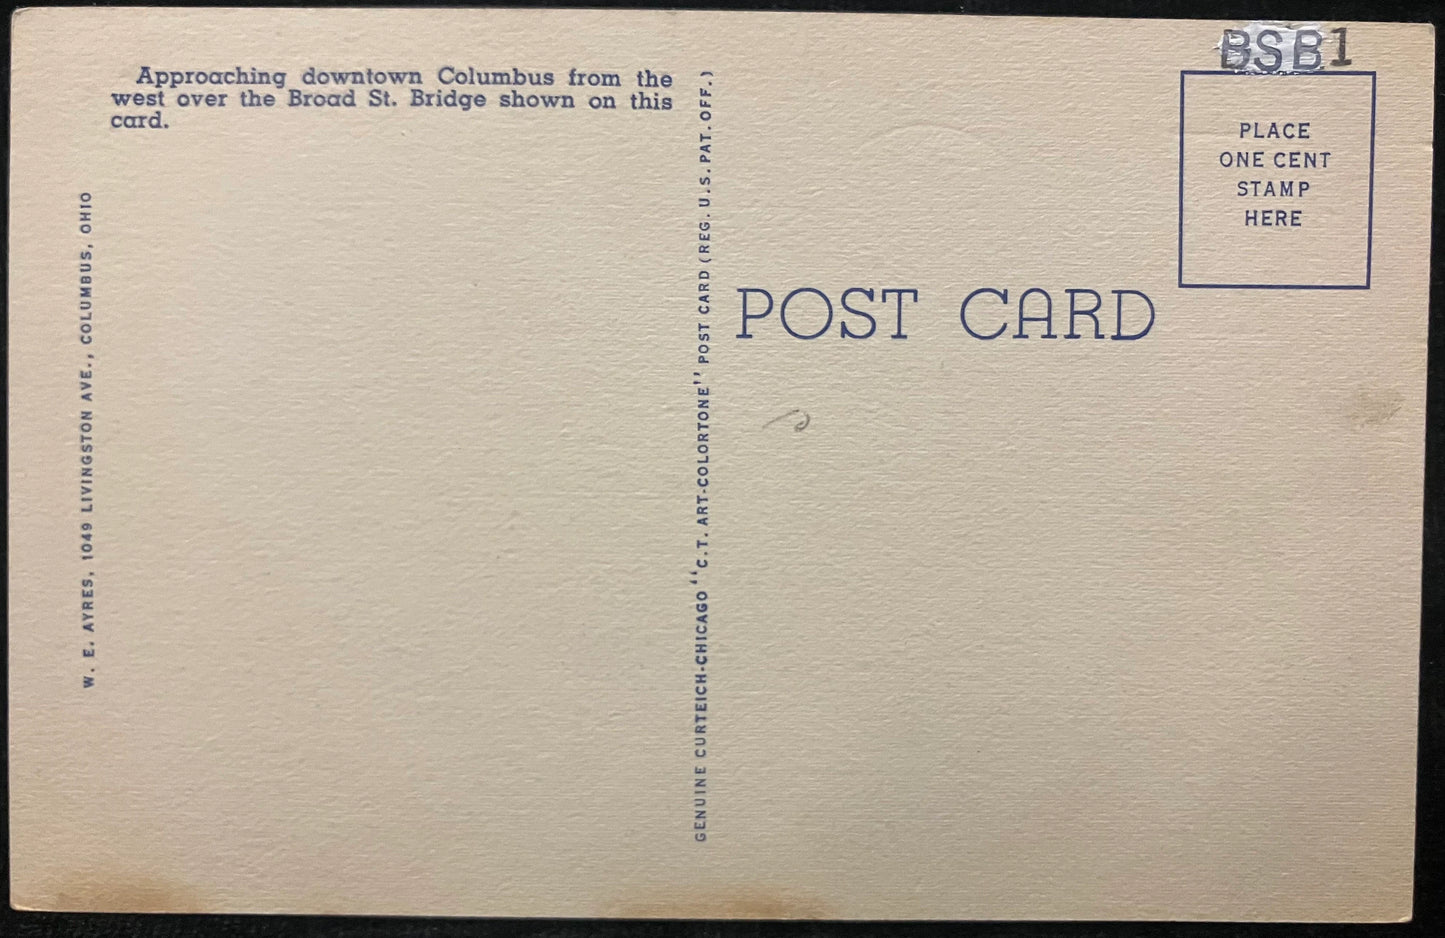 BSB1
Approaching downtown Columbus from the
west over the Broad St. Bridge shown on this
card.
W. E. AYRES, 1049 LIVINGSTON AVE., COLUMBUS, OHIO
GENUINE CURTEICH-CHICAGO "C.T. ART-COLORTONE" POST CARD (REG. U.S. PAT. OFF.)
POST CARD
PLACE
ONE CENT
STAMP
HERE